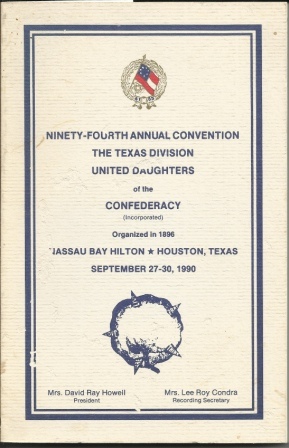 NINETY-FOURTH ANNUAL CONVENTION
THE TEXAS DIVISION
UNITED DAUGHTERS
of the
CONFEDERACY
(Incorporated)
Organized in 1896
NASSAU BAY HILTON ★ HOUSTON, TEXAS
SEPTEMBER 27-30, 1990
Mrs. David Ray Howell
President
Mrs. Lee Roy Condra
Recording Secretary